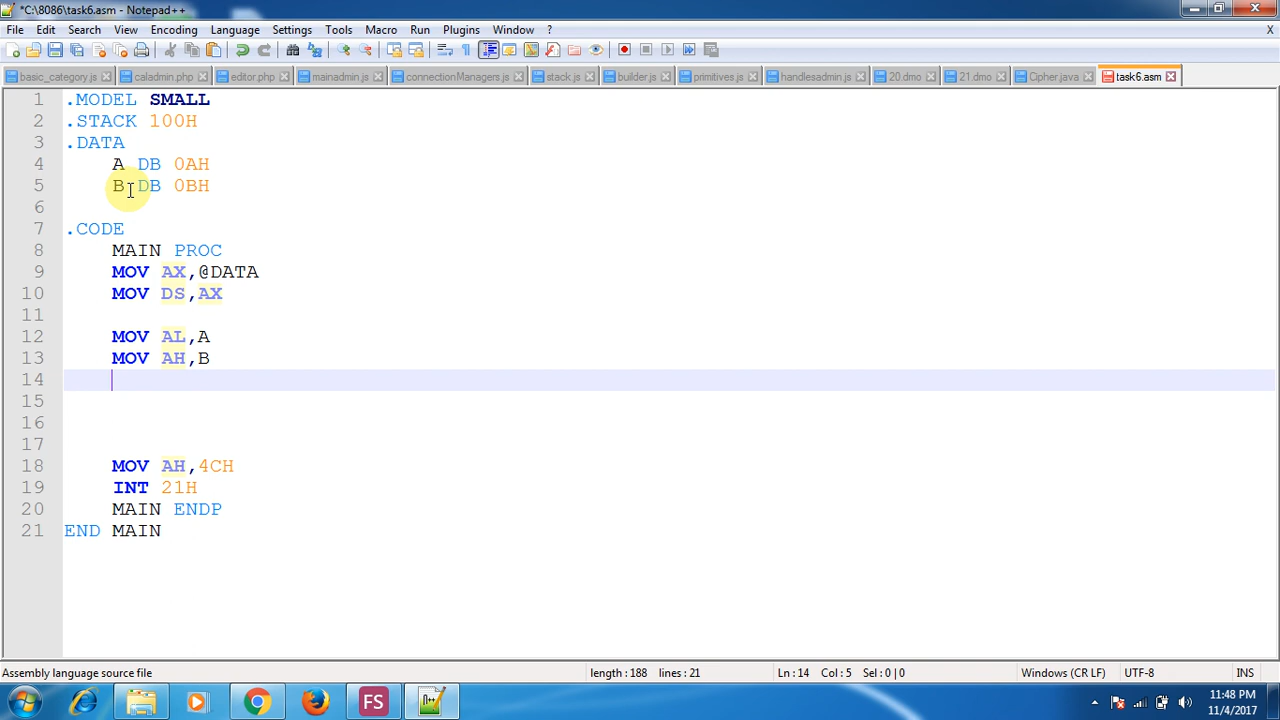 *C:\8086\task6.asm - Notepad++
File Edit Search View Encoding Language Settings Tools Macro Run Plugins Window ? X
basic_category.js caladmin.php editor.php mainadmin.js connectionManagers.js stack.js builder.js primitives.js handlesession.js 20.dmo 21.dmo Cipher.java task6.asm
1 .MODEL SMALL
2 .STACK 100H
3 .DATA
4 A DB 0AH
5 B DB 0BH
6
7 .CODE
8 MAIN PROC
9 MOV AX,@DATA
10 MOV DS,AX
11
12 MOV AL,A
13 MOV AH,B
14
15
16
17
18 MOV AH,4CH
19 INT 21H
20 MAIN ENDP
21 END MAIN
Assembly language source file length : 188 lines : 21 Ln : 14 Col : 5 Sel : 0 | 0 Windows (CR LF) UTF-8 INS
FS 11:48 PM
11/4/2017